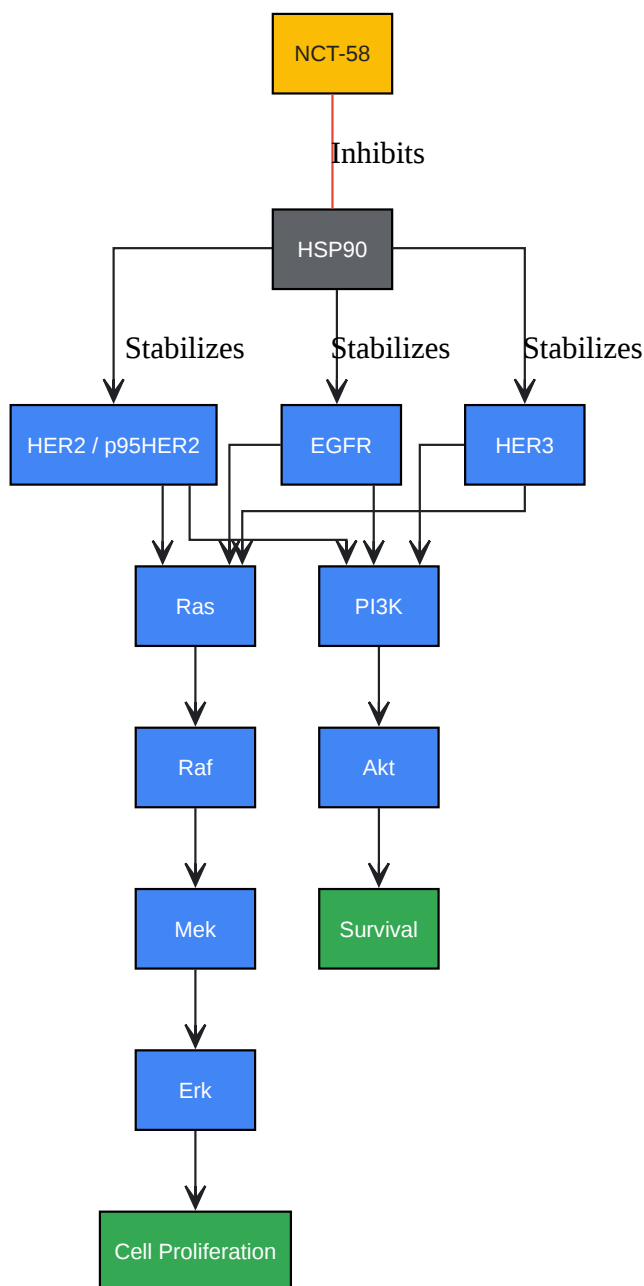 NCT-58
Inhibits
HSP90
Stabilizes
Stabilizes
Stabilizes
HER2 / p95HER2
EGFR
HER3
Ras
PI3K
Raf
Akt
Mek
Survival
Erk
Cell Proliferation